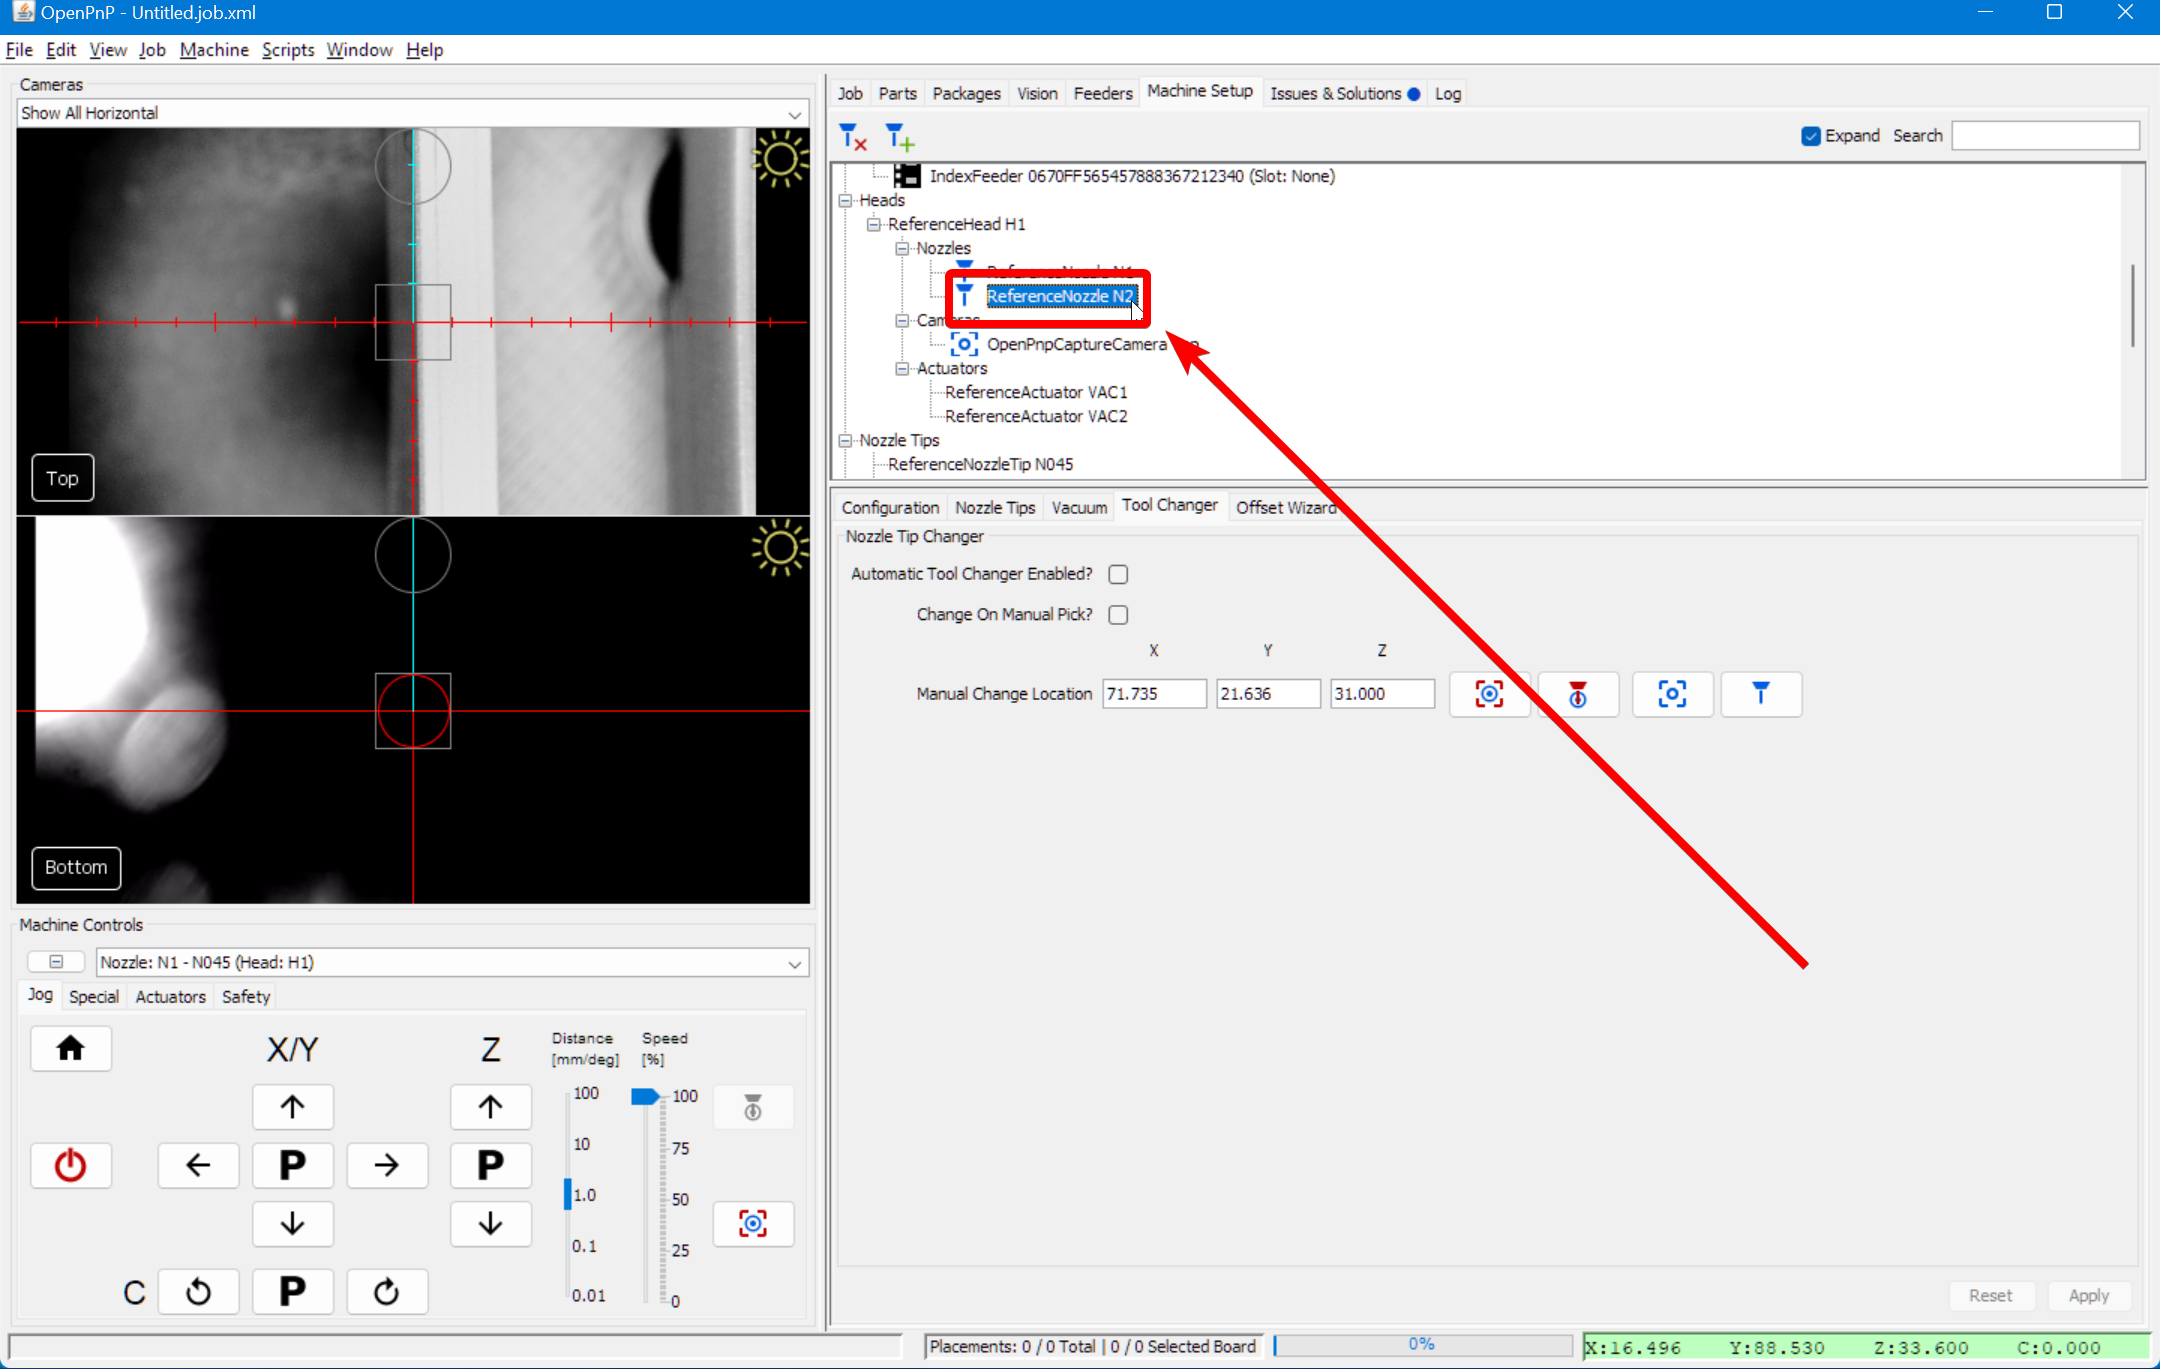 OpenPnP - Untitled.job.xml
File Edit View Job Machine Scripts Window Help
Cameras
Show All Horizontal
Top
Bottom
Machine Controls
Nozzle: N1 - N045 (Head: H1)
Jog Special Actuators Safety
X/Y Z Distance [mm/deg] Speed [%]
100 100
10 75
P P
1.0 50
0.1 25
0.01 0
C P
Job Parts Packages Vision Feeders Machine Setup Issues & Solutions Log
Expand Search
IndexFeeder 0670FF565457888367212340 (Slot: None)
Heads
ReferenceHead H1
Nozzles
ReferenceNozzle N1
ReferenceNozzle N2
Cameras
OpenPnpCaptureCamera
Actuators
ReferenceActuator VAC1
ReferenceActuator VAC2
Nozzle Tips
ReferenceNozzleTip N045
Configuration Nozzle Tips Vacuum Tool Changer Offset Wizard
Nozzle Tip Changer
Automatic Tool Changer Enabled?
Change On Manual Pick?
X Y Z
Manual Change Location 71.735 21.636 31.000
Reset Apply
Placements: 0 / 0 Total | 0 / 0 Selected Board 0% X:16.496 Y:88.530 Z:33.600 C:0.000